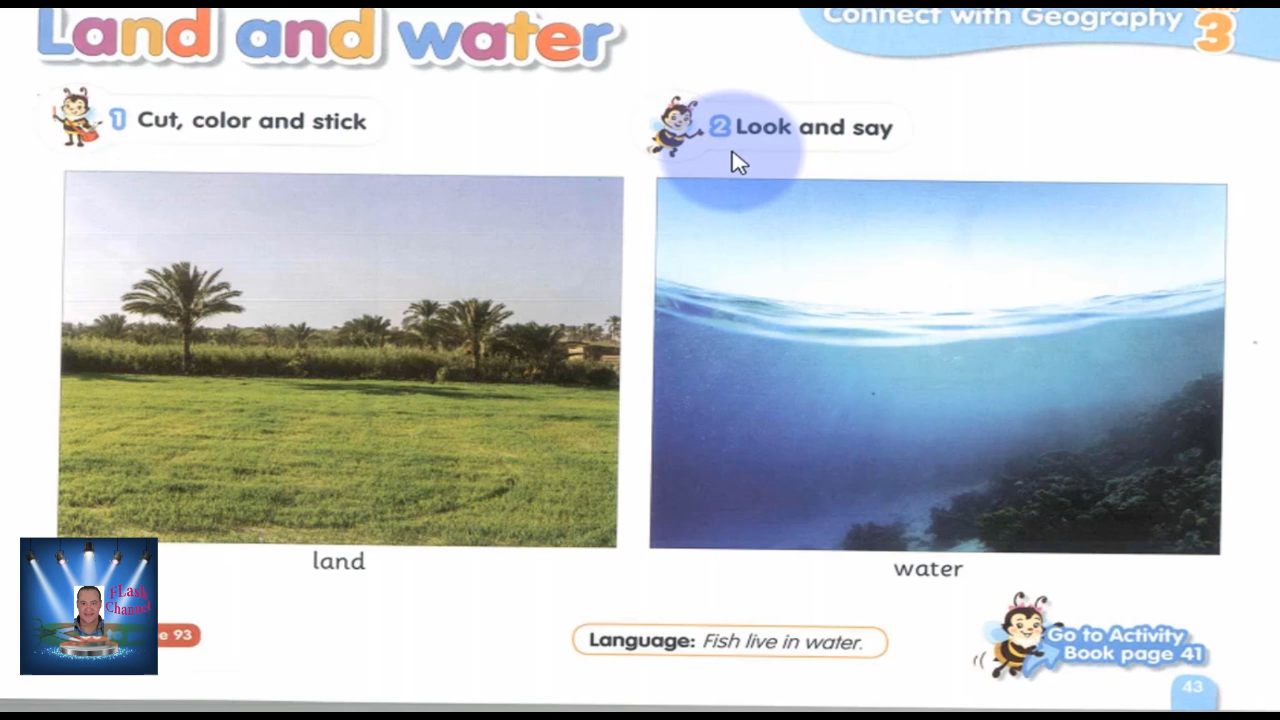 Land and water
Connect with Geography
3
1 Cut, color and stick
2 Look and say
land
water
FLash
Channel
93
Language: Fish live in water.
Go to Activity
Book page 41
43